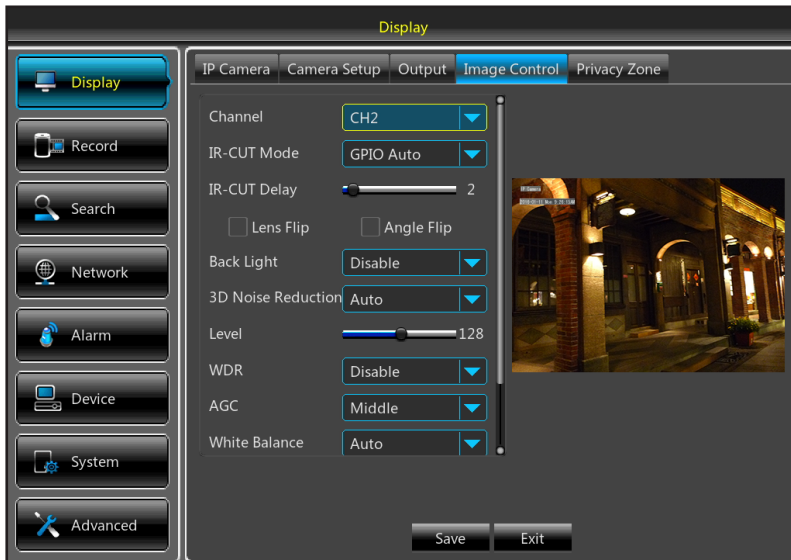 Display
Display
Record
Search
Network
Alarm
Device
System
Advanced
IP Camera Camera Setup Output Image Control Privacy Zone
Channel CH2
IR-CUT Mode GPIO Auto
IR-CUT Delay 2
Lens Flip Angle Flip
Back Light Disable
3D Noise Reduction Auto
Level 128
WDR Disable
AGC Middle
White Balance Auto
IP Camera
Save Exit